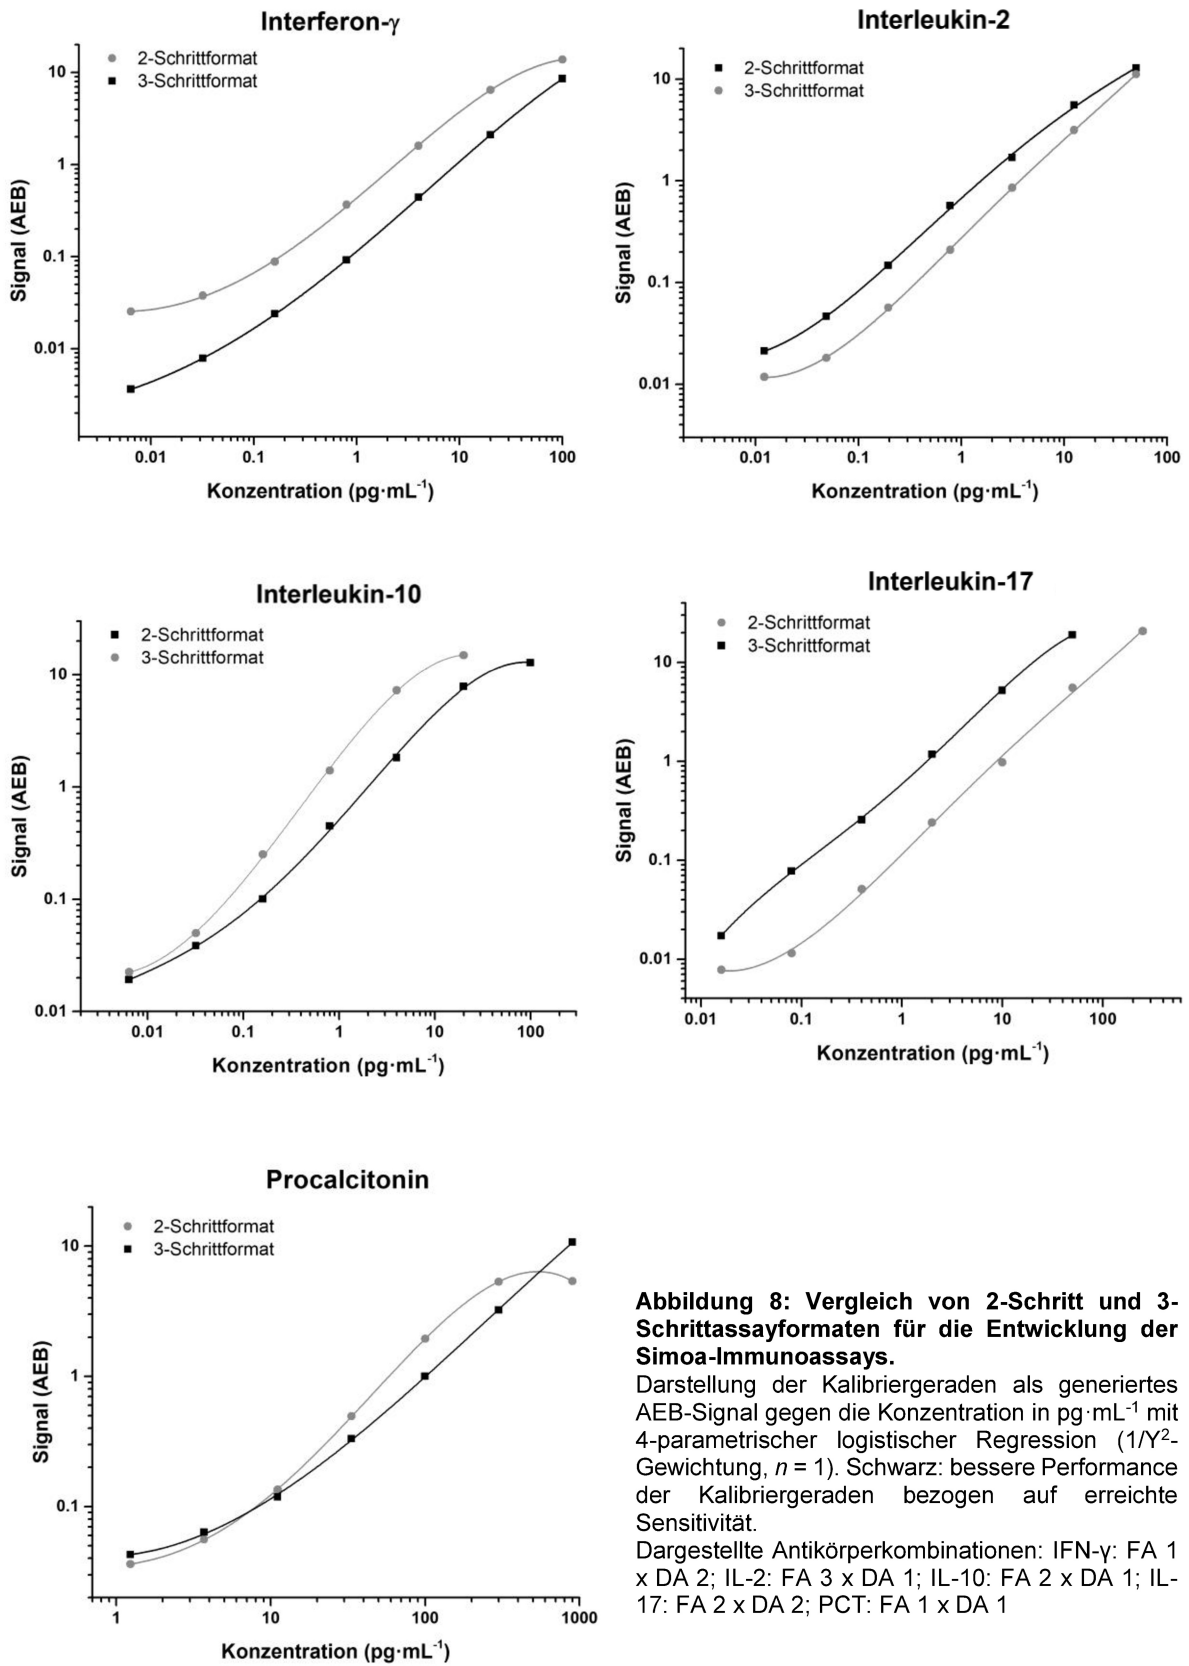 Interferon-γ
2-Schrittformat
3-Schrittformat
10
1
0.1
0.01
Signal (AEB)
0.01 0.1 1 10 100
Konzentration (pg·mL⁻¹)
Interleukin-2
2-Schrittformat
3-Schrittformat
10
1
0.1
0.01
Signal (AEB)
0.01 0.1 1 10 100
Konzentration (pg·mL⁻¹)
Interleukin-10
2-Schrittformat
3-Schrittformat
10
1
0.1
0.01
Signal (AEB)
0.01 0.1 1 10 100
Konzentration (pg·mL⁻¹)
Interleukin-17
2-Schrittformat
3-Schrittformat
10
1
0.1
0.01
Signal (AEB)
0.01 0.1 1 10 100
Konzentration (pg·mL⁻¹)
Procalcitonin
2-Schrittformat
3-Schrittformat
10
1
0.1
Signal (AEB)
1 10 100 1000
Konzentration (pg·mL⁻¹)
Abbildung 8: Vergleich von 2-Schritt und 3-
Schrittassayformaten für die Entwicklung der
Simoa-Immunoassays.
Darstellung der Kalibriergeraden als generiertes
AEB-Signal gegen die Konzentration in pg·mL⁻¹ mit
4-parametrischer logistischer Regression (1/Y²-
Gewichtung, n = 1). Schwarz: bessere Performance
der Kalibriergeraden bezogen auf erreichte
Sensitivität.
Dargestellte Antikörperkombinationen: IFN-γ: FA 1
x DA 2; IL-2: FA 3 x DA 1; IL-10: FA 2 x DA 1; IL-
17: FA 2 x DA 2; PCT: FA 1 x DA 1